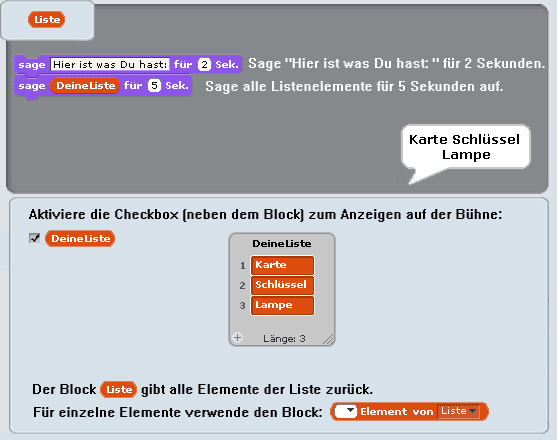 Liste
sage Hier ist was Du hast: für 2 Sek. Sage "Hier ist was Du hast: " für 2 Sekunden.
sage DeineListe für 5 Sek. Sage alle Listenelemente für 5 Sekunden auf.
Karte Schlüssel
Lampe
Aktiviere die Checkbox (neben dem Block) zum Anzeigen auf der Bühne:
DeineListe
DeineListe
1 Karte
2 Schlüssel
3 Lampe
+ Länge: 3
Der Block Liste gibt alle Elemente der Liste zurück.
Für einzelne Elemente verwende den Block: Element von Liste